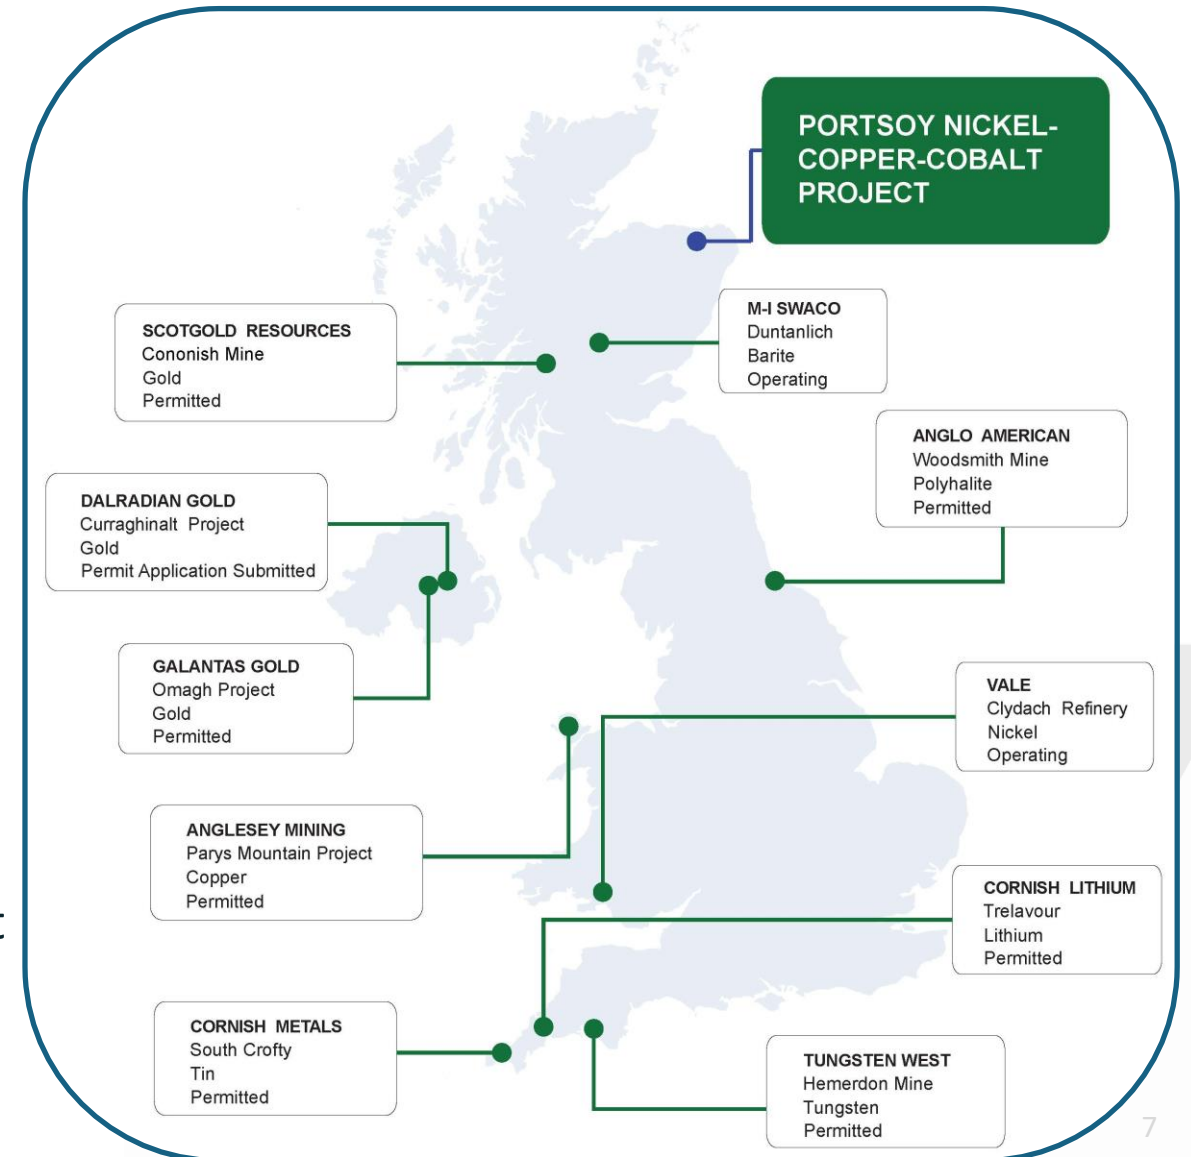 PORTSOY NICKEL-
COPPER-COBALT
PROJECT
M-I SWACO
Duntanlich
Barite
Operating
SCOTGOLD RESOURCES
Cononish Mine
Gold
Permitted
ANGLO AMERICAN
Woodsmith Mine
Polyhalite
Permitted
DALRADIAN GOLD
Curraghinalt Project
Gold
Permit Application Submitted
GALANTAS GOLD
Omagh Project
Gold
Permitted
VALE
Clydach Refinery
Nickel
Operating
ANGLESEY MINING
Parys Mountain Project
Copper
Permitted
CORNISH LITHIUM
Trelavour
Lithium
Permitted
t
CORNISH METALS
South Crofty
Tin
Permitted
TUNGSTEN WEST
Hemerdon Mine
Tungsten
Permitted
7